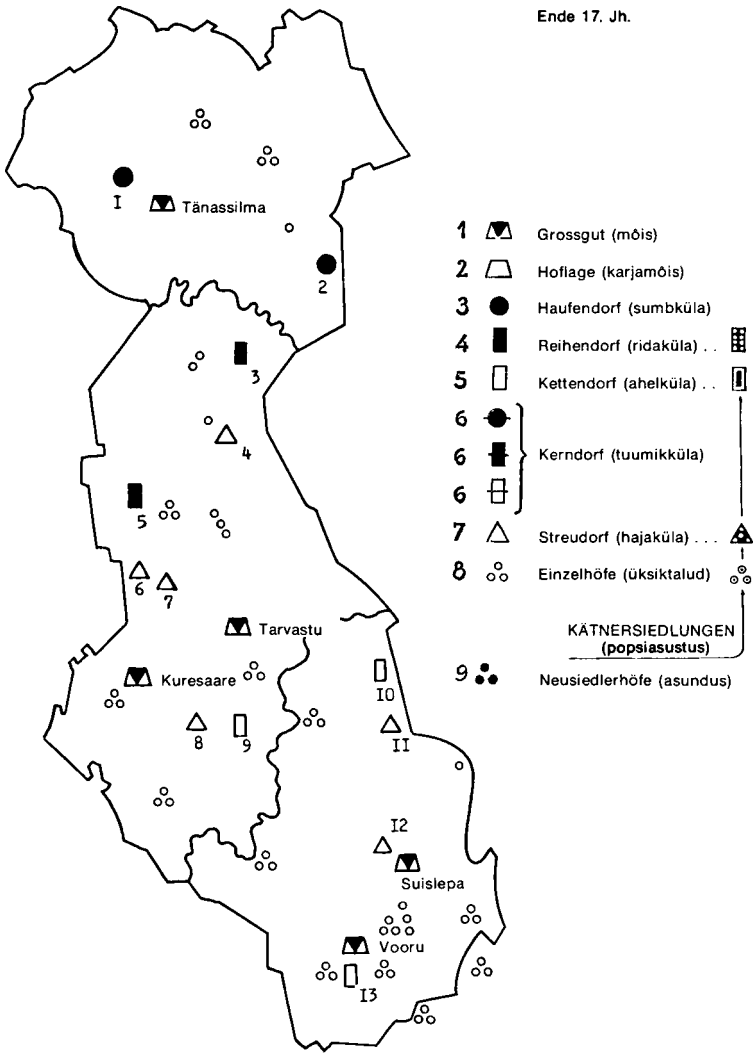 Ende 17. Jh.
I
Tänassilma
2
3
4
5
6
7
Tarvastu
Kuresaare
8
9
I0
II
I2
Suislepa
Vooru
I3
1 Grossgut (mõis)
2 Hoflage (karjamõis)
3 Haufendorf (sumbküla)
4 Reihendorf (ridaküla) . .
5 Kettendorf (ahelküla) . .
6
6 Kerndorf (tuumikküla)
6
7 Streudorf (hajaküla) . . .
8 Einzelhöfe (üksiktalud)
KÄTNERSIEDLUNGEN
(popsiasustus)
9 Neusiedlerhöfe (asundus)